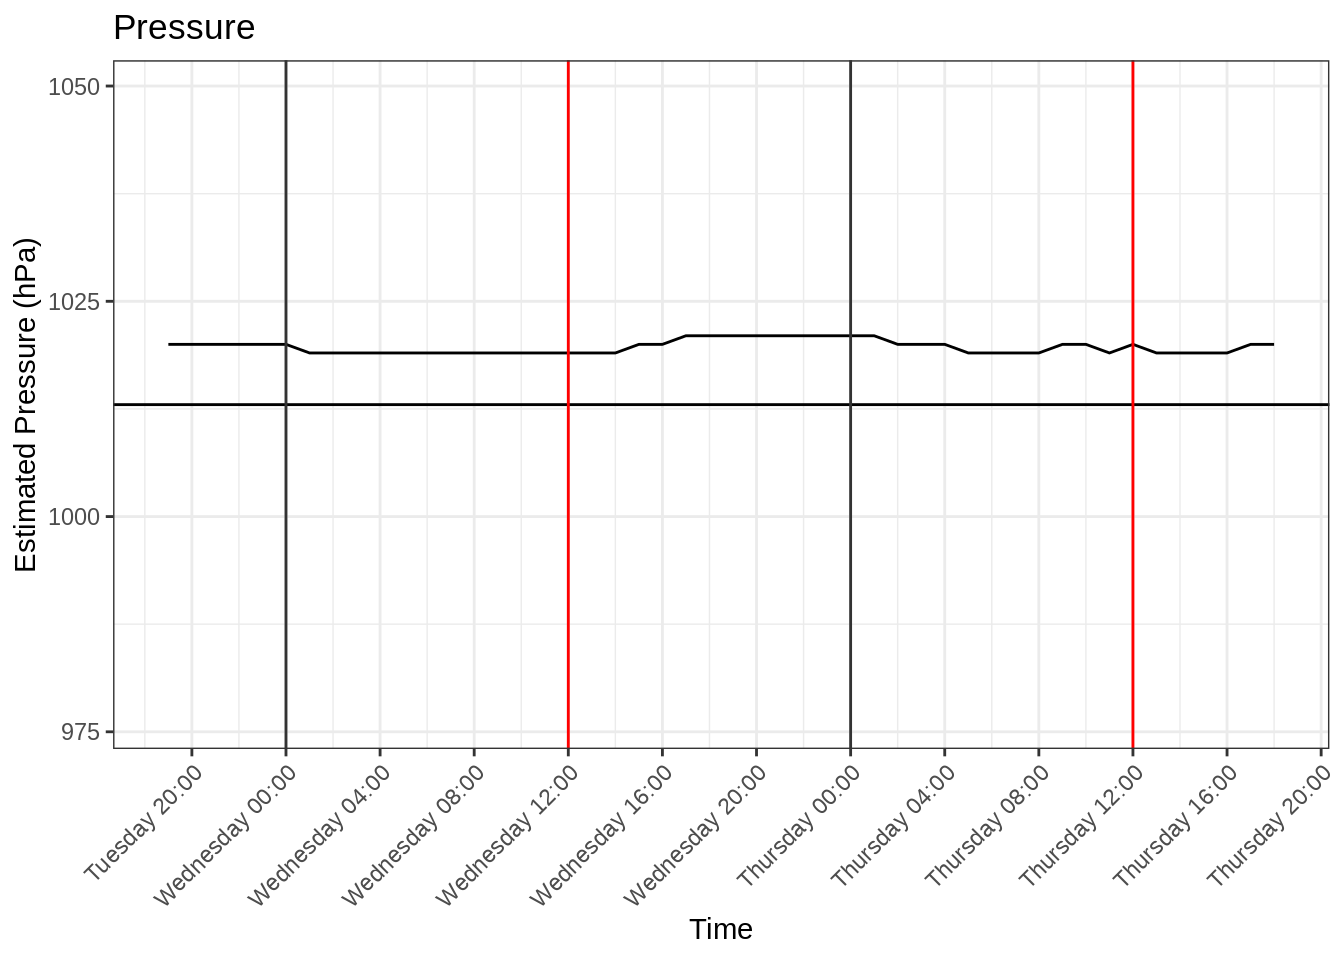 Pressure
Estimated Pressure (hPa)
1050
1025
1000
975
Tuesday 20:00
Wednesday 00:00
Wednesday 04:00
Wednesday 08:00
Wednesday 12:00
Wednesday 16:00
Wednesday 20:00
Thursday 00:00
Thursday 04:00
Thursday 08:00
Thursday 12:00
Thursday 16:00
Thursday 20:00
Time